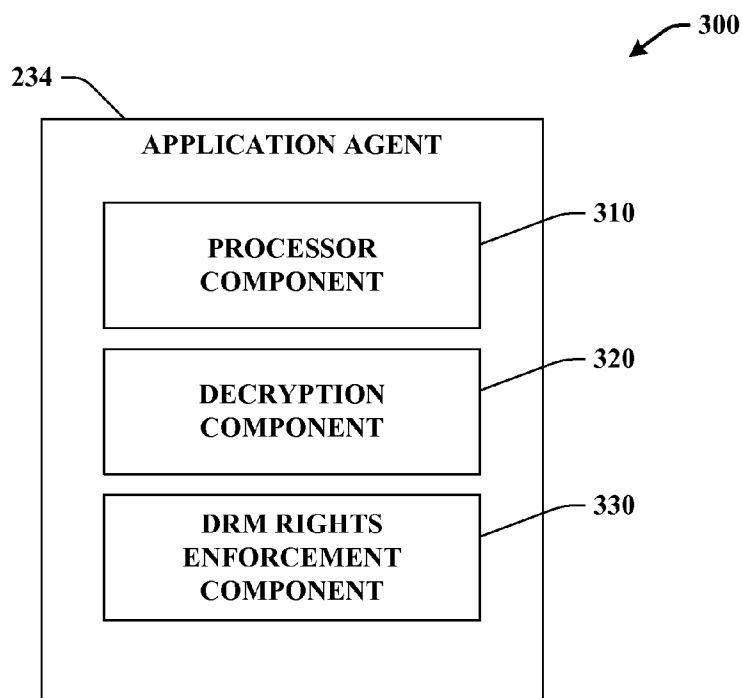 300
234
APPLICATION AGENT
310
PROCESSOR
COMPONENT
320
DECRYPTION
COMPONENT
330
DRM RIGHTS
ENFORCEMENT
COMPONENT